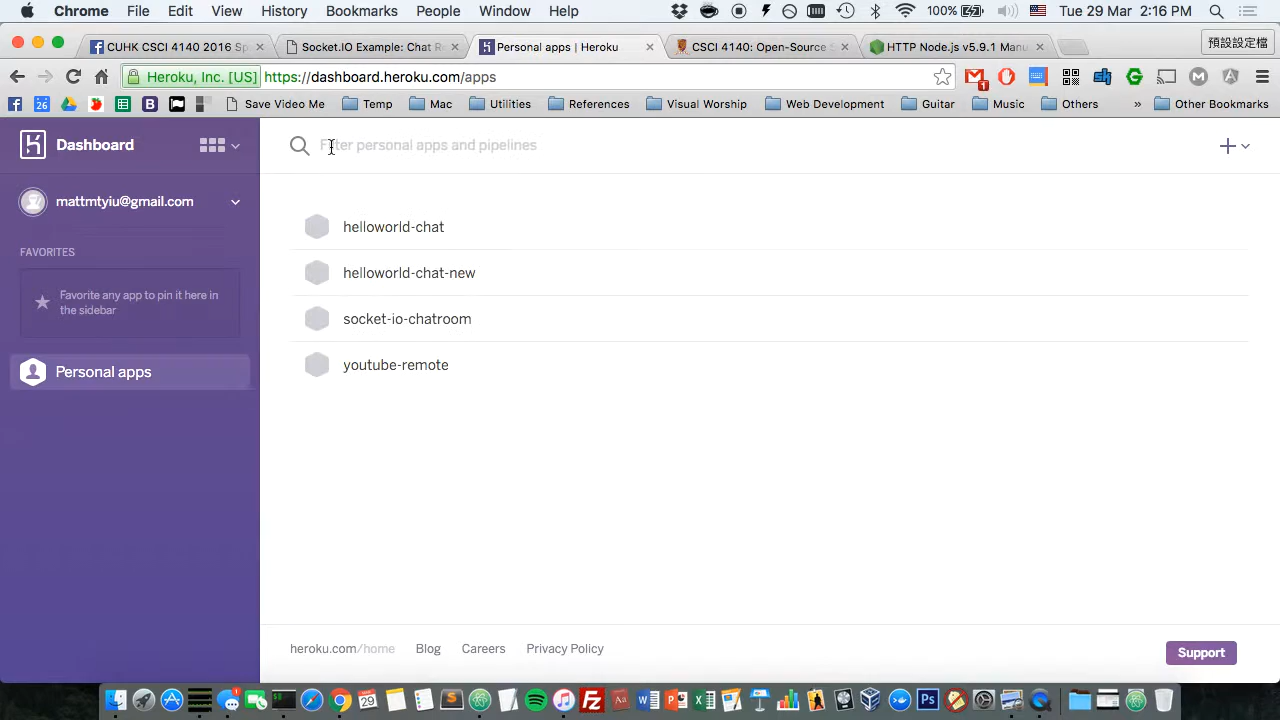 Chrome File Edit View History Bookmarks People Window Help 100% Tue 29 Mar 2:16 PM
CUHK CSCI 4140 2016 Sp Socket.IO Example: Chat R Personal apps | Heroku CSCI 4140: Open-Source S HTTP Node.js v5.9.1 Manu 預設設定檔
Heroku, Inc. [US] https://dashboard.heroku.com/apps 1
26 B Save Video Me Temp Mac Utilities References Visual Worship Web Development Guitar Music Others » Other Bookmarks
Dashboard
Filter personal apps and pipelines
mattmtyiu@gmail.com
FAVORITES
Favorite any app to pin it here in
the sidebar
Personal apps
helloworld-chat
helloworld-chat-new
socket-io-chatroom
youtube-remote
heroku.com/home Blog Careers Privacy Policy Support